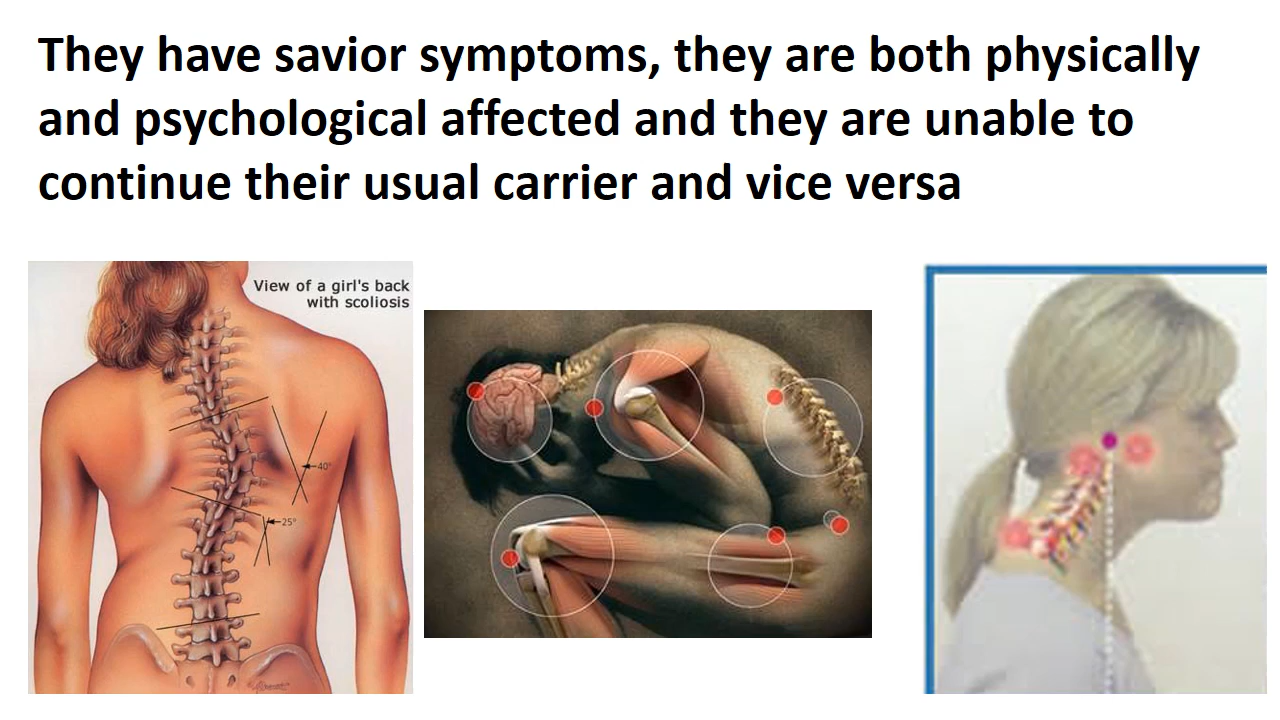 They have savior symptoms, they are both physically
and psychological affected and they are unable to
continue their usual carrier and vice versa
View of a girl's back
with scoliosis
40°
25°